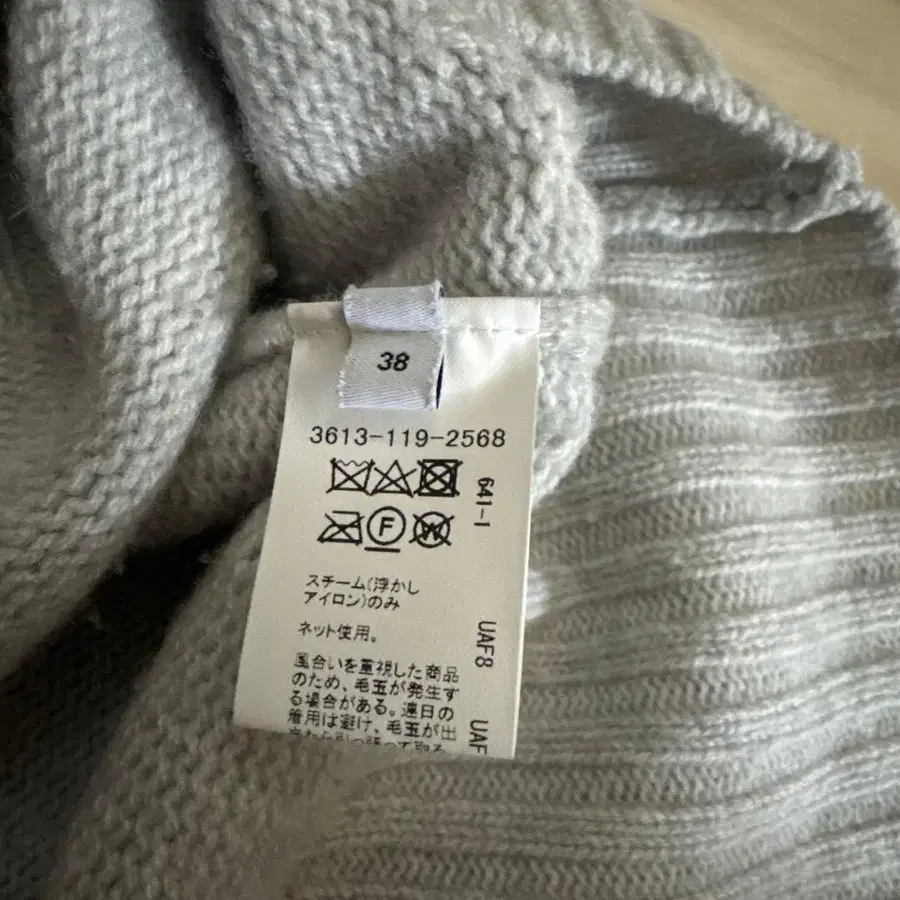 38
3613-119-2568
641-1
F
W
スチーム(浮かし
アイロン)のみ
ネット使用。
UAF8
UAF
風合いを重視した商品
のため、毛玉が発生す
る場合がある。連日の
着用は避け、毛玉が出